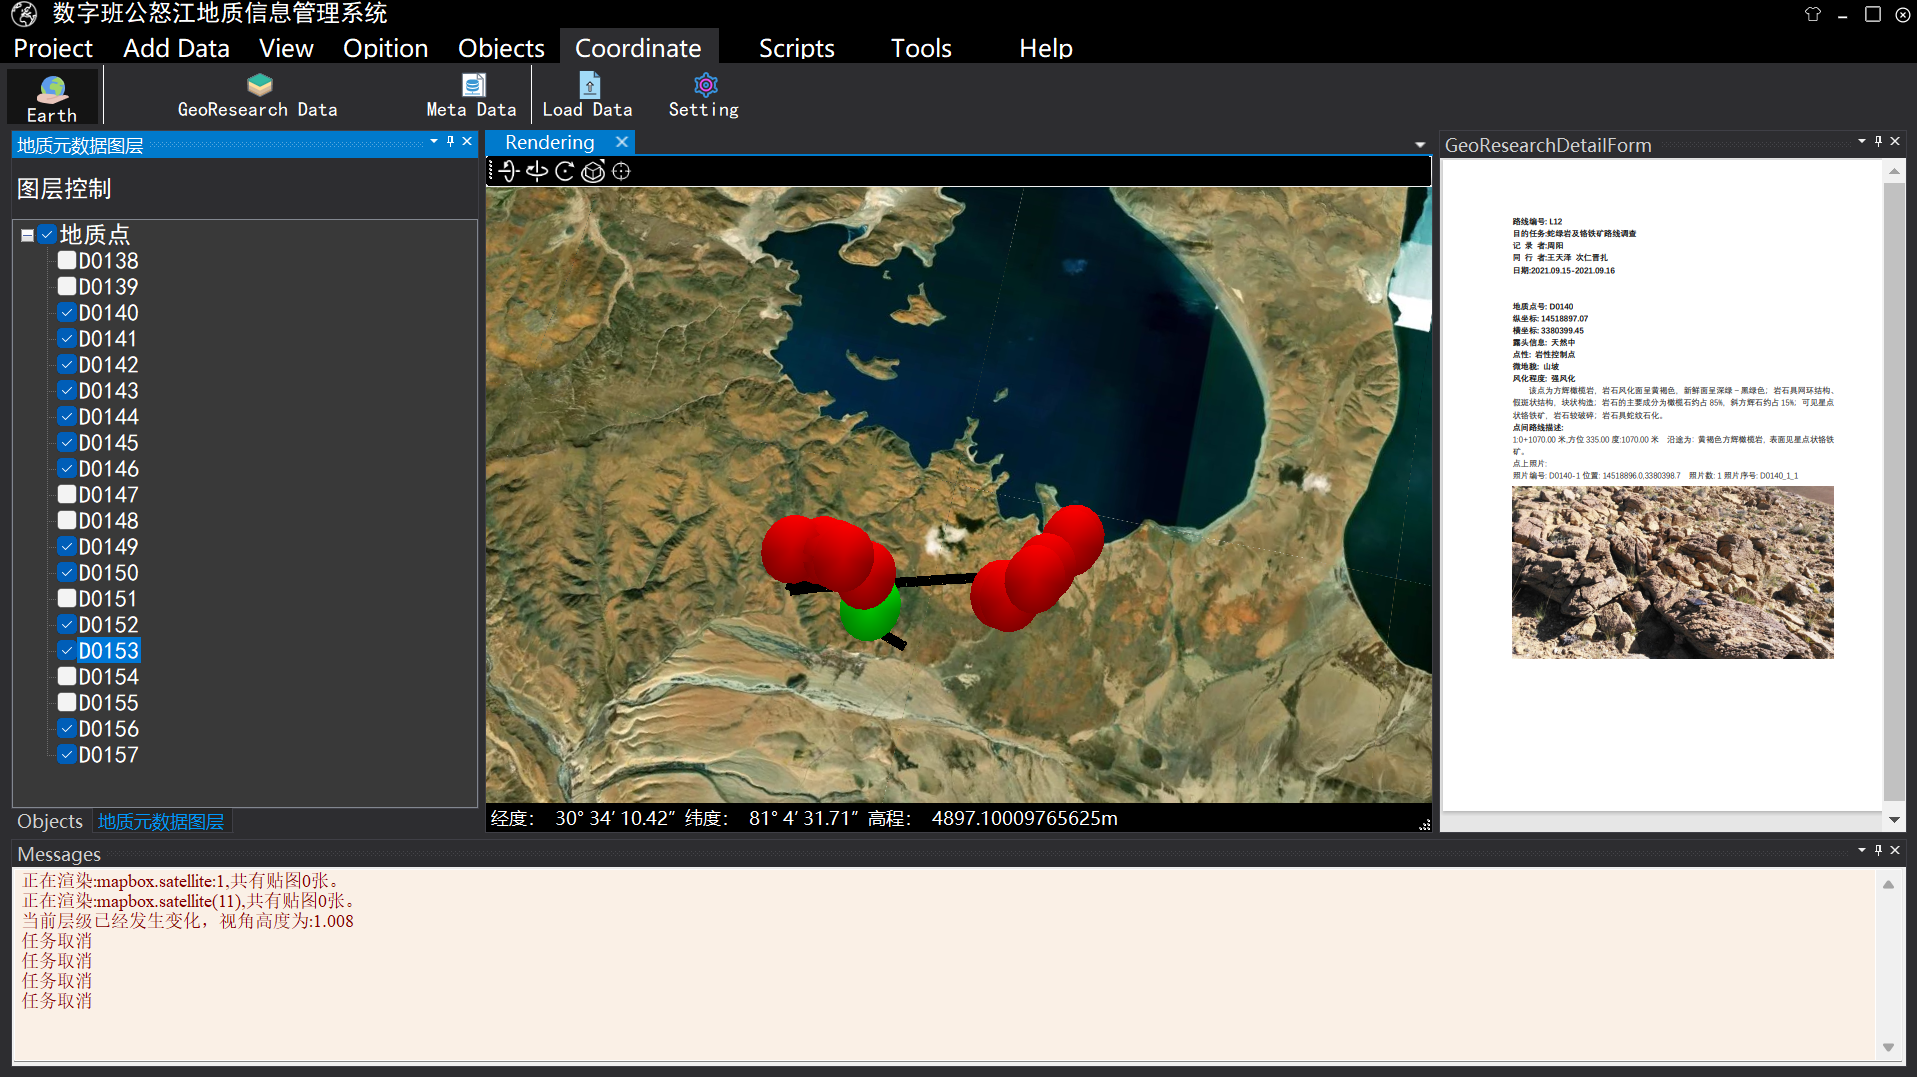 数字班公怒江地质信息管理系统
Project Add Data View Opition Objects Coordinate Scripts Tools Help
Earth GeoResearch Data Meta Data Load Data Setting
地质元数据图层
图层控制
地质点
D0138
D0139
D0140
D0141
D0142
D0143
D0144
D0145
D0146
D0147
D0148
D0149
D0150
D0151
D0152
D0153
D0154
D0155
D0156
D0157
Objects 地质元数据图层
Rendering
经度： 30° 34′ 10.42″ 纬度： 81° 4′ 31.71″ 高程： 4897.10009765625m
GeoResearchDetailForm
路线编号: L12
目的任务:蛇绿岩及铬铁矿路线调查
记 录 者:周阳
同 行 者:王天泽 次仁晋扎
日期:2021.09.15-2021.09.16
地质点号: D0140
纵坐标: 14518897.07
横坐标: 3380399.45
露头信息: 天然中
点性: 岩性控制点
微地貌: 山坡
风化程度: 强风化
该点为方辉橄榄岩，岩石风化面呈黄褐色，新鲜面呈深绿－黑绿色；岩石具网环结构、
假斑状结构，块状构造；岩石的主要成分为橄榄石约占 85%，斜方辉石约占 15%；可见星点
状铬铁矿，岩石较破碎；岩石具蛇纹石化。
点间路线描述:
1:0+1070.00 米,方位 335.00 度:1070.00 米 沿途为: 黄褐色方辉橄榄岩，表面见星点状铬铁
矿。
点上照片:
照片编号: D0140-1 位置: 14518896.0,3380398.7 照片数: 1 照片序号: D0140_1_1
Messages
正在渲染:mapbox.satellite:1,共有贴图0张。
正在渲染:mapbox.satellite(11),共有贴图0张。
当前层级已经发生变化，视角高度为:1.008
任务取消
任务取消
任务取消
任务取消